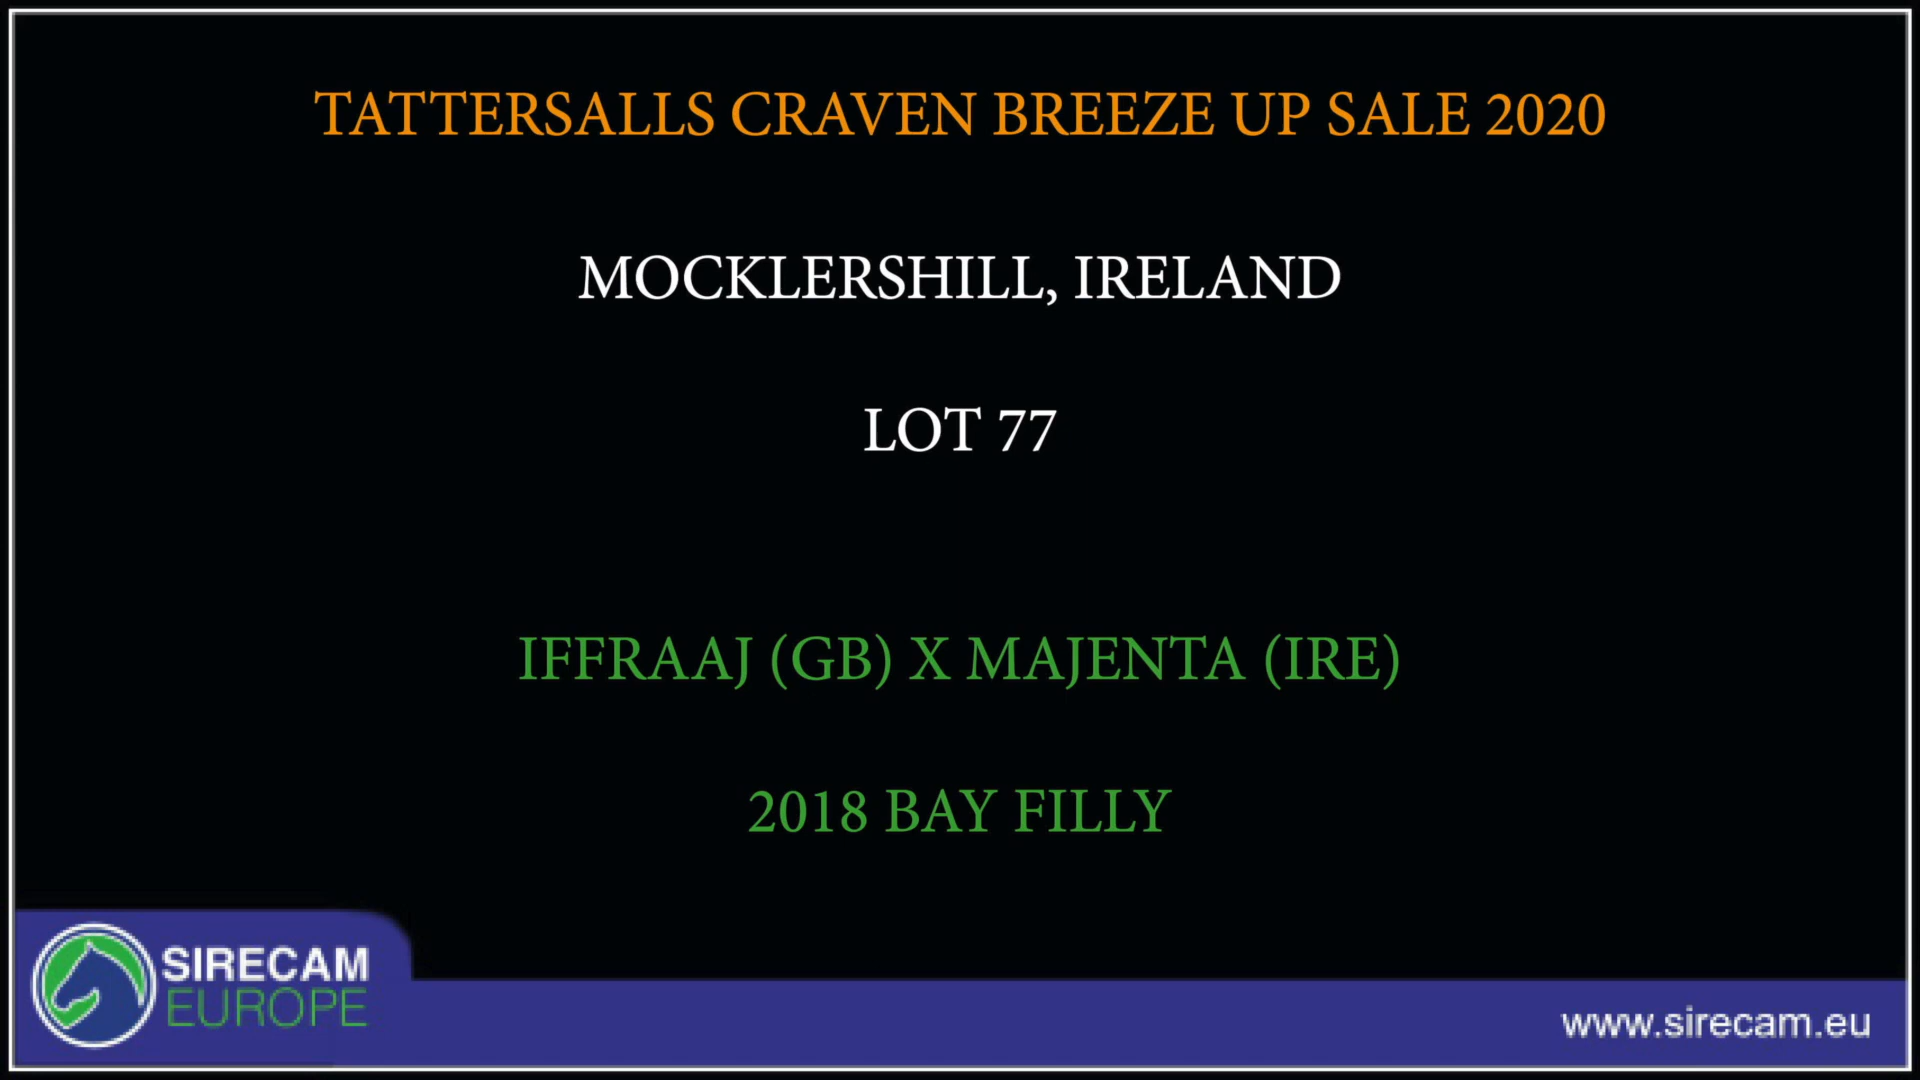 TATTERSALLS CRAVEN BREEZE UP SALE 2020
MOCKLERSHILL, IRELAND
LOT 77
IFFRAAJ (GB) X MAJENTA (IRE)
2018 BAY FILLY
SIRECAM
EUROPE
www.sirecam.eu